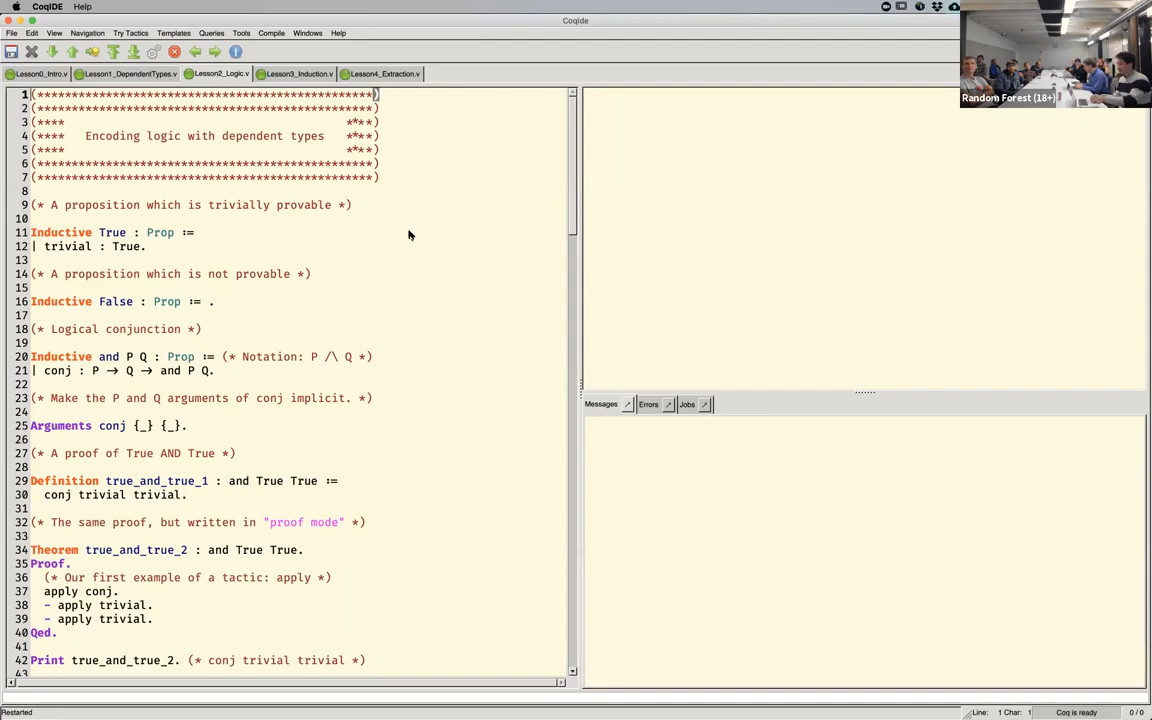 CoqIDE Help
CoqIde
File Edit View Navigation Try Tactics Templates Queries Tools Compile Windows Help
Lesson0_Intro.v Lesson1_DependentTypes.v Lesson2_Logic.v Lesson3_Induction.v Lesson4_Extraction.v
Random Forest (18+)
1 (*************************************************)
2 (*************************************************)
3 (**** ****)
4 (**** Encoding logic with dependent types ****)
5 (**** ****)
6 (*************************************************)
7 (*************************************************)
8
9 (* A proposition which is trivially provable *)
10
11 Inductive True : Prop :=
12 | trivial : True.
13
14 (* A proposition which is not provable *)
15
16 Inductive False : Prop := .
17
18 (* Logical conjunction *)
19
20 Inductive and P Q : Prop := (* Notation: P /\ Q *)
21 | conj : P → Q → and P Q.
22
23 (* Make the P and Q arguments of conj implicit. *)
24
25 Arguments conj {_} {_}.
26
27 (* A proof of True AND True *)
28
29 Definition true_and_true_1 : and True True :=
30 conj trivial trivial.
31
32 (* The same proof, but written in "proof mode" *)
33
34 Theorem true_and_true_2 : and True True.
35 Proof.
36 (* Our first example of a tactic: apply *)
37 apply conj.
38 - apply trivial.
39 - apply trivial.
40 Qed.
41
42 Print true_and_true_2. (* conj trivial trivial *)
43
Messages Errors Jobs
Restarted
Line: 1 Char: 1 Coq is ready 0 / 0